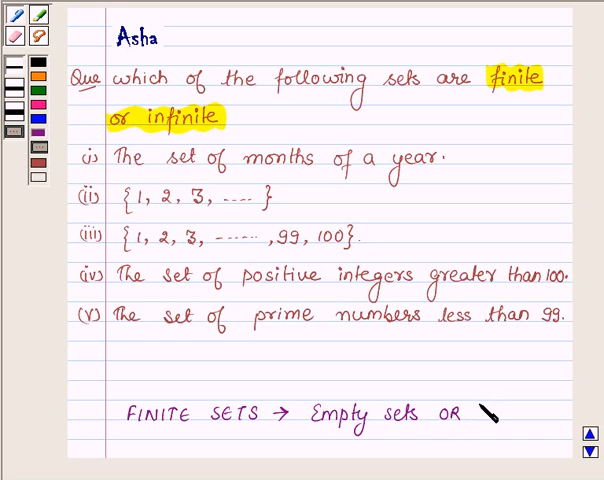 Asha
Que which of the following sets are finite
or infinite
(i) The set of months of a year.
(ii) {1, 2, 3, ..... }
(iii) {1, 2, 3, ......., 99, 100}.
(iv) The set of positive integers greater than 100.
(v) The set of prime numbers less than 99.
FINITE SETS → Empty sets OR